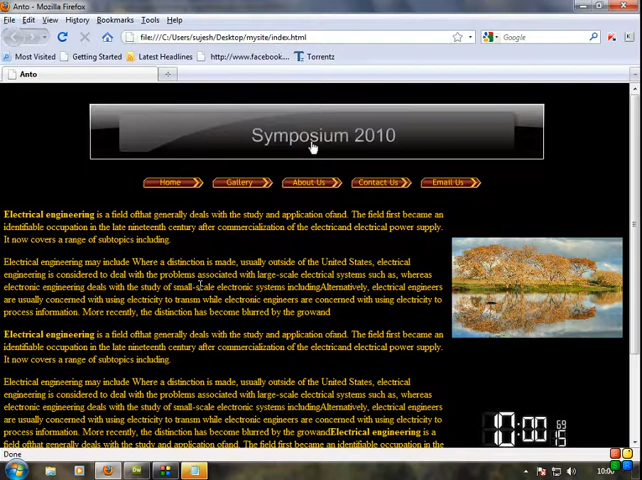 Anto - Mozilla Firefox
File Edit View History Bookmarks Tools Help
file:///C:/Users/sujesh/Desktop/mysite/index.html
Google
Most Visited Getting Started Latest Headlines http://www.facebook.... Torrentz
Anto
Symposium 2010
Home Gallery About Us Contact Us Email Us
Electrical engineering is a field ofthat generally deals with the study and application ofand. The field first became an
identifiable occupation in the late nineteenth century after commercialization of the electricand electrical power supply.
It now covers a range of subtopics including.
Electrical engineering may include Where a distinction is made, usually outside of the United States, electrical
engineering is considered to deal with the problems associated with large-scale electrical systems such as, whereas
electronic engineering deals with the study of small-scale electronic systems includingAlternatively, electrical engineers
are usually concerned with using electricity to transm while electronic engineers are concerned with using electricity to
process information. More recently, the distinction has become blurred by the growand
Electrical engineering is a field ofthat generally deals with the study and application ofand. The field first became an
identifiable occupation in the late nineteenth century after commercialization of the electricand electrical power supply.
It now covers a range of subtopics including.
Electrical engineering may include Where a distinction is made, usually outside of the United States, electrical
engineering is considered to deal with the problems associated with large-scale electrical systems such as, whereas
electronic engineering deals with the study of small-scale electronic systems includingAlternatively, electrical engineers
are usually concerned with using electricity to transm while electronic engineers are concerned with using electricity to
process information. More recently, the distinction has become blurred by the growandElectrical engineering is a
field ofthat generally deals with the study and application ofand. The field first became an identifiable occupation in the
10:00 69
15
Done
10:00